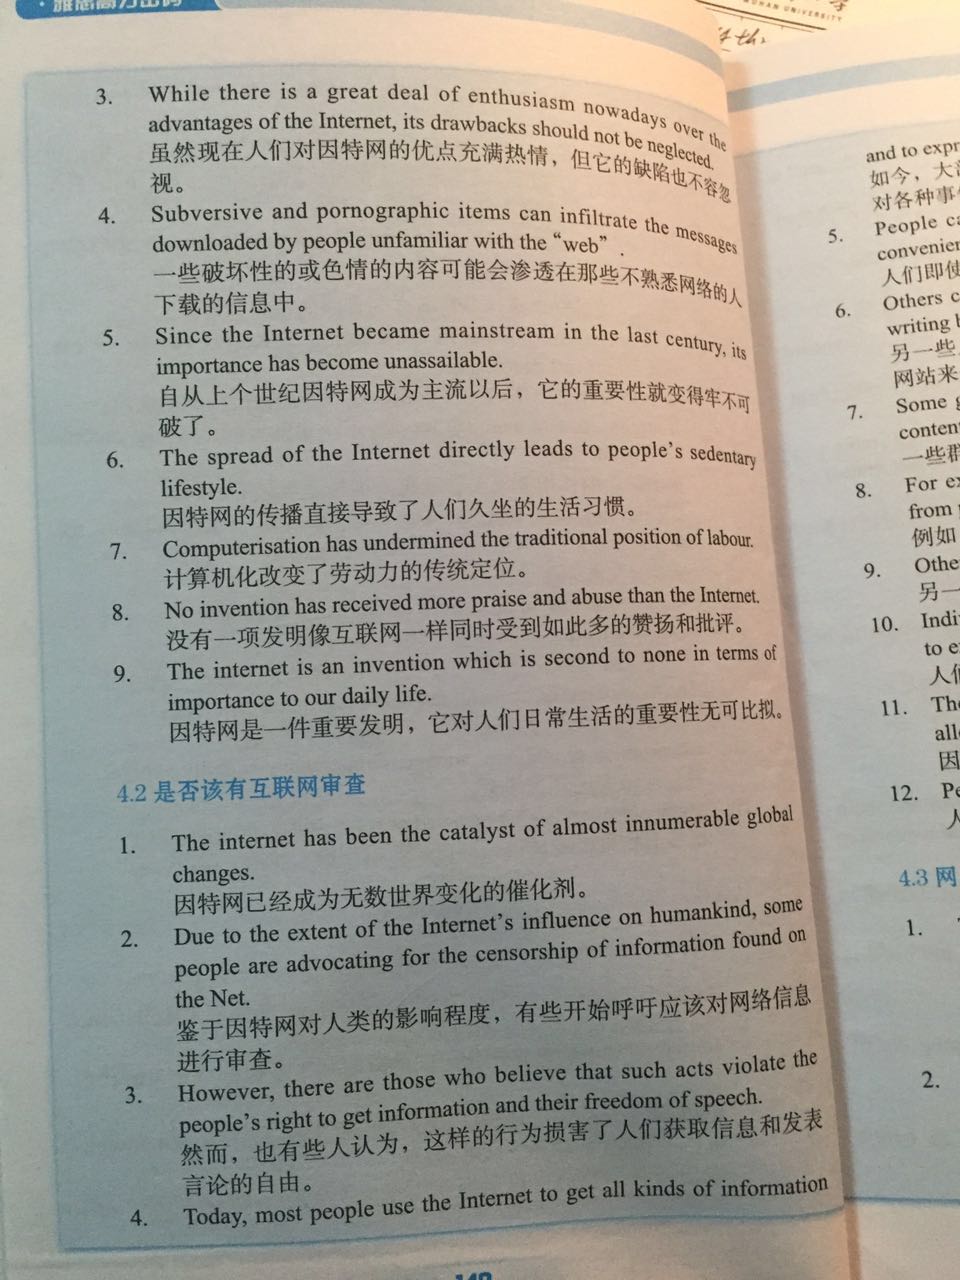 3. While there is a great deal of enthusiasm nowadays over the
advantages of the Internet, its drawbacks should not be neglected.
虽然现在人们对因特网的优点充满热情，但它的缺陷也不容忽
视。
4. Subversive and pornographic items can infiltrate the messages
downloaded by people unfamiliar with the “web”.
一些破坏性的或色情的内容可能会渗透在那些不熟悉网络的人
下载的信息中。
5. Since the Internet became mainstream in the last century, its
importance has become unassailable.
自从上个世纪因特网成为主流以后，它的重要性就变得牢不可
破了。
6. The spread of the Internet directly leads to people’s sedentary
lifestyle.
因特网的传播直接导致了人们久坐的生活习惯。
7. Computerisation has undermined the traditional position of labour.
计算机化改变了劳动力的传统定位。
8. No invention has received more praise and abuse than the Internet.
没有一项发明像互联网一样同时受到如此多的赞扬和批评。
9. The internet is an invention which is second to none in terms of
importance to our daily life.
因特网是一件重要发明，它对人们日常生活的重要性无可比拟。
4.2 是否该有互联网审查
1. The internet has been the catalyst of almost innumerable global
changes.
因特网已经成为无数世界变化的催化剂。
2. Due to the extent of the Internet’s influence on humankind, some
people are advocating for the censorship of information found on
the Net.
鉴于因特网对人类的影响程度，有些开始呼吁应该对网络信息
进行审查。
3. However, there are those who believe that such acts violate the
people’s right to get information and their freedom of speech.
然而，也有些人认为，这样的行为损害了人们获取信息和发表
言论的自由。
4. Today, most people use the Internet to get all kinds of information
UNIVERSITY
and to expr
如今，大
对各种事
5. People ca
convenien
人们即使
6. Others c
writing b
另一些
网站来
7. Some g
conten
一些群
8. For ex
from
例如
9. Othe
另一
10. Indi
to e
人们
11. The
all
因
12. Pe
人
4.3 网
1.
2.